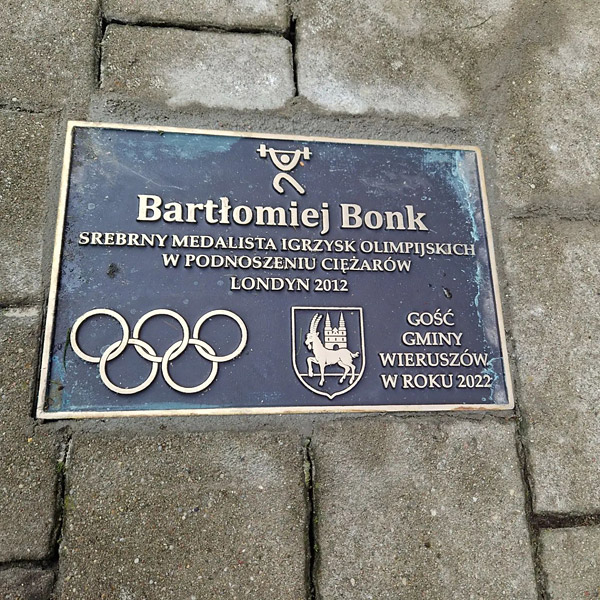 Bartłomiej Bonk
SREBRNY MEDALISTA IGRZYSK OLIMPIJSKICH
W PODNOSZENIU CIĘŻARÓW
LONDYN 2012
GOŚĆ
GMINY
WIERUSZÓW
W ROKU 2022